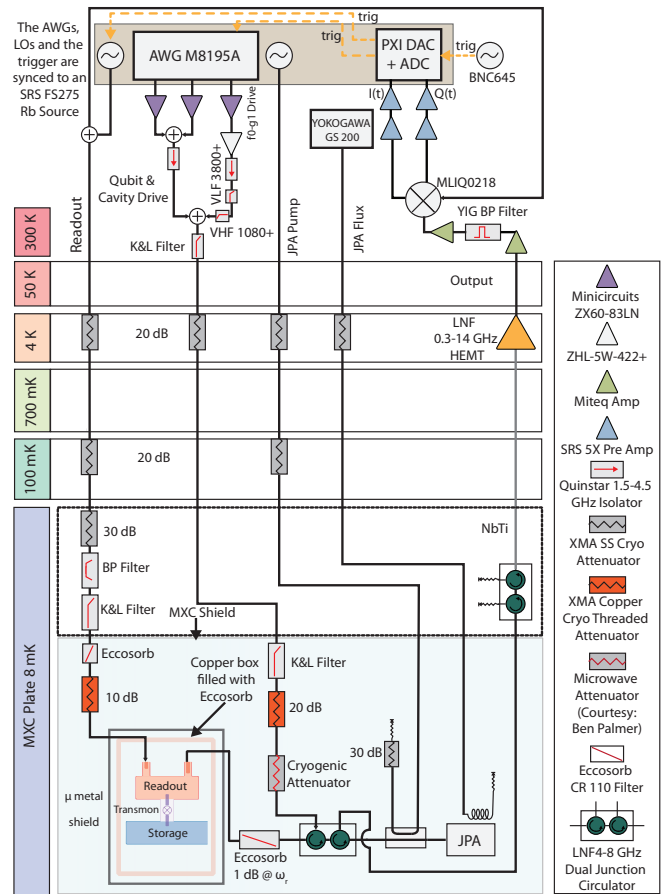 The AWGs,
LOs and the
trigger are
synced to an
SRS FS275
Rb Source
AWG M8195A
trig
trig
PXI DAC
+ ADC
trig
BNC645
I(t)
Q(t)
f0-g1 Drive
YOKOGAWA
GS 200
Readout
Qubit &
Cavity Drive
VLF 3800+
VHF 1080+
K&L Filter
JPA Pump
JPA Flux
MLIQ0218
YIG BP Filter
300 K
50 K
Output
4 K
20 dB
LNF
0.3-14 GHz
HEMT
700 mK
100 mK
20 dB
MXC Plate 8 mK
30 dB
NbTi
BP Filter
K&L Filter
MXC Shield
Eccosorb
Copper box
filled with
Eccosorb
K&L Filter
10 dB
20 dB
30 dB
Cryogenic
Attenuator
μ metal
shield
Readout
Transmon
Storage
Eccosorb
1 dB @ ωr
JPA
Minicircuits
ZX60-83LN
ZHL-5W-422+
Miteq Amp
SRS 5X Pre Amp
Quinstar 1.5-4.5
GHz Isolator
XMA SS Cryo
Attenuator
XMA Copper
Cryo Threaded
Attenuator
Microwave
Attenuator
(Courtesy:
Ben Palmer)
Eccosorb
CR 110 Filter
LNF4-8 GHz
Dual Junction
Circulator